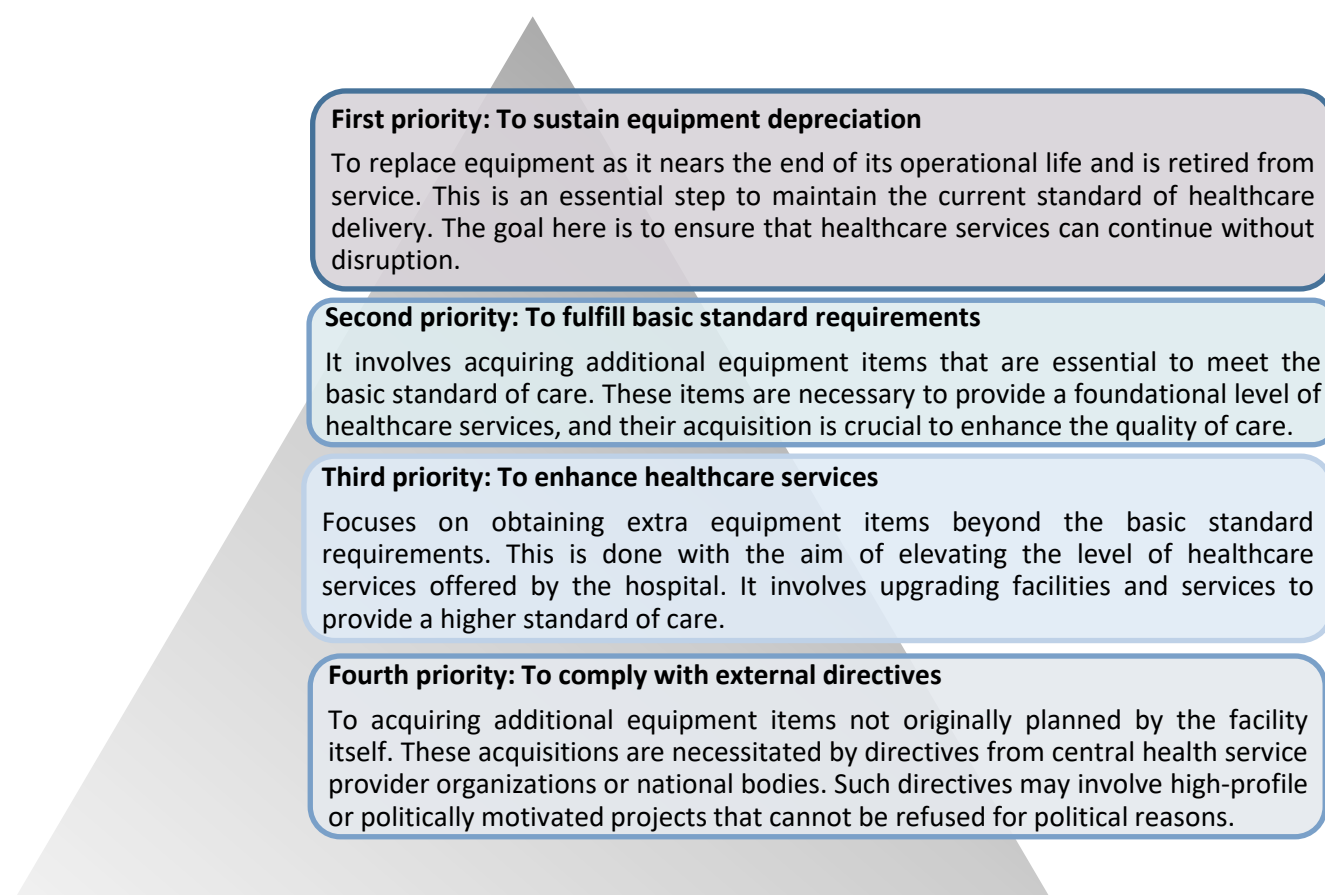 First priority: To sustain equipment depreciation
To replace equipment as it nears the end of its operational life and is retired from
service. This is an essential step to maintain the current standard of healthcare
delivery. The goal here is to ensure that healthcare services can continue without
disruption.
Second priority: To fulfill basic standard requirements
It involves acquiring additional equipment items that are essential to meet the
basic standard of care. These items are necessary to provide a foundational level of
healthcare services, and their acquisition is crucial to enhance the quality of care.
Third priority: To enhance healthcare services
Focuses on obtaining extra equipment items beyond the basic standard
requirements. This is done with the aim of elevating the level of healthcare
services offered by the hospital. It involves upgrading facilities and services to
provide a higher standard of care.
Fourth priority: To comply with external directives
To acquiring additional equipment items not originally planned by the facility
itself. These acquisitions are necessitated by directives from central health service
provider organizations or national bodies. Such directives may involve high-profile
or politically motivated projects that cannot be refused for political reasons.